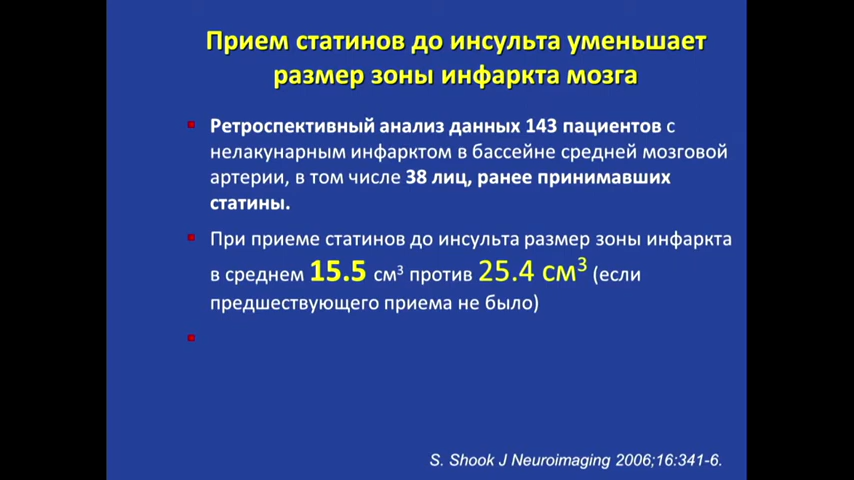 Прием статинов до инсульта уменьшает
размер зоны инфаркта мозга
Ретроспективный анализ данных 143 пациентов с
нелакунарным инфарктом в бассейне средней мозговой
артерии, в том числе 38 лиц, ранее принимавших
статины.
При приеме статинов до инсульта размер зоны инфаркта
в среднем 15.5 см³ против 25.4 см³ (если
предшествующего приема не было)
S. Shook J Neuroimaging 2006;16:341-6.